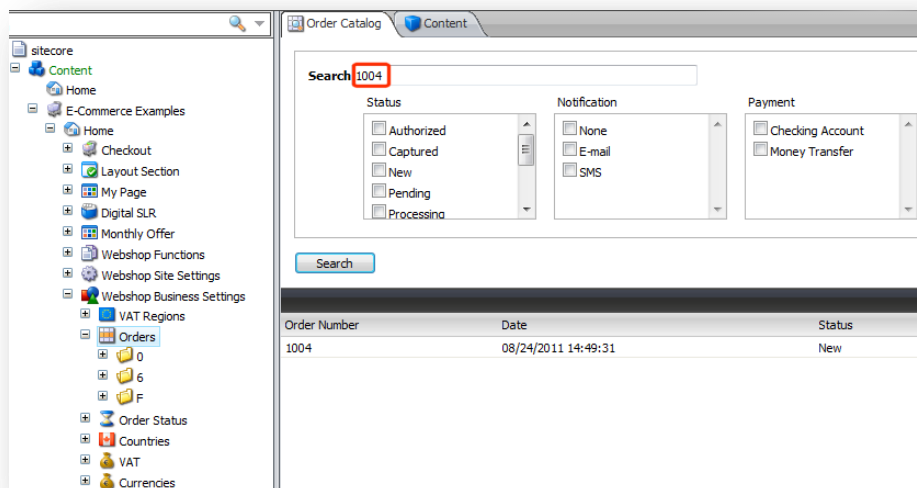 sitecore
Content
Home
E-Commerce Examples
Home
Checkout
Layout Section
My Page
Digital SLR
Monthly Offer
Webshop Functions
Webshop Site Settings
Webshop Business Settings
VAT Regions
Orders
0
6
F
Order Status
Countries
VAT
Currencies
Order Catalog Content
Search 1004
Status Notification Payment
Authorized None Checking Account
Captured E-mail Money Transfer
New SMS
Pending
Processing
Search
Order Number Date Status
1004 08/24/2011 14:49:31 New